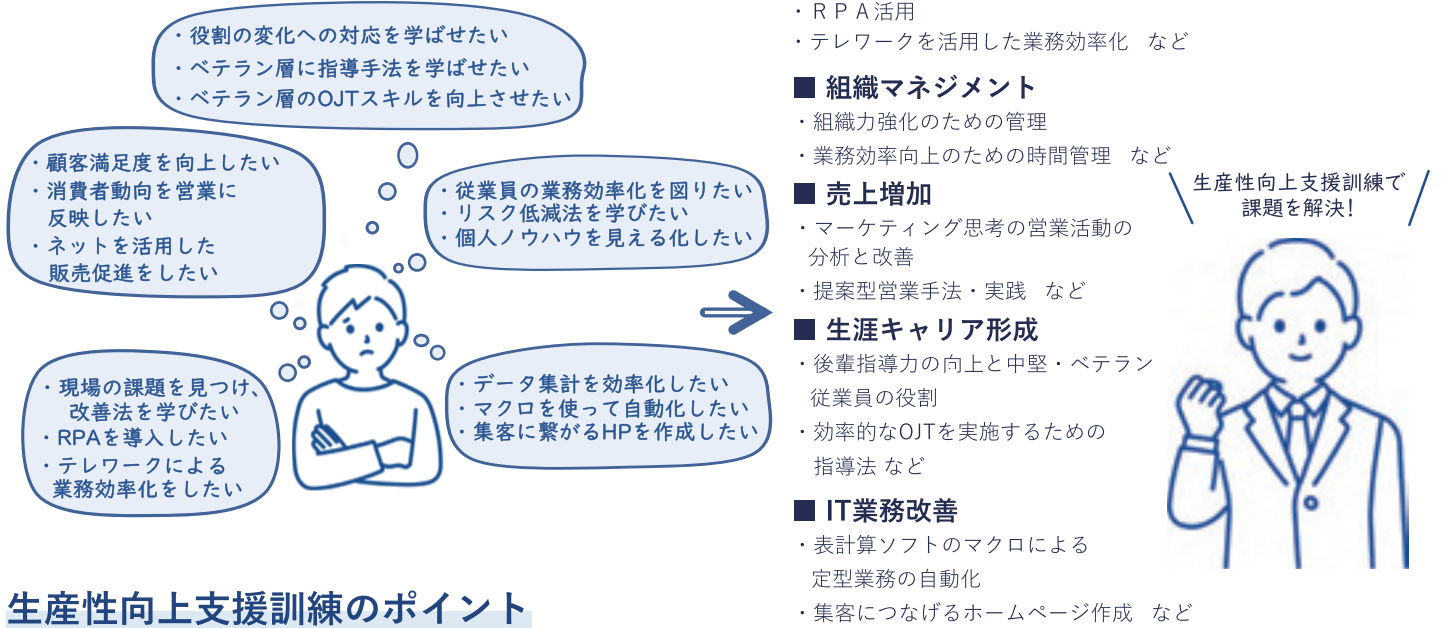 ・役割の変化への対応を学ばせたい
・ベテラン層に指導手法を学ばせたい
・ベテラン層のOJTスキルを向上させたい
・顧客満足度を向上したい
・消費者動向を営業に
反映したい
・ネットを活用した
販売促進をしたい
・従業員の業務効率化を図りたい
・リスク低減法を学びたい
・個人ノウハウを見える化したい
・現場の課題を見つけ、
改善法を学びたい
・RPAを導入したい
・テレワークによる
業務効率化をしたい
・データ集計を効率化したい
・マクロを使って自動化したい
・集客に繋がるHPを作成したい
生産性向上支援訓練のポイント
・ＲＰＡ活用
・テレワークを活用した業務効率化　など
■ 組織マネジメント
・組織力強化のための管理
・業務効率向上のための時間管理　など
■ 売上増加
・マーケティング思考の営業活動の
分析と改善
・提案型営業手法・実践　など
■ 生涯キャリア形成
・後輩指導力の向上と中堅・ベテラン
従業員の役割
・効率的なOJTを実施するための
指導法 など
■ IT業務改善
・表計算ソフトのマクロによる
定型業務の自動化
・集客につなげるホームページ作成　など
生産性向上支援訓練で
課題を解決！